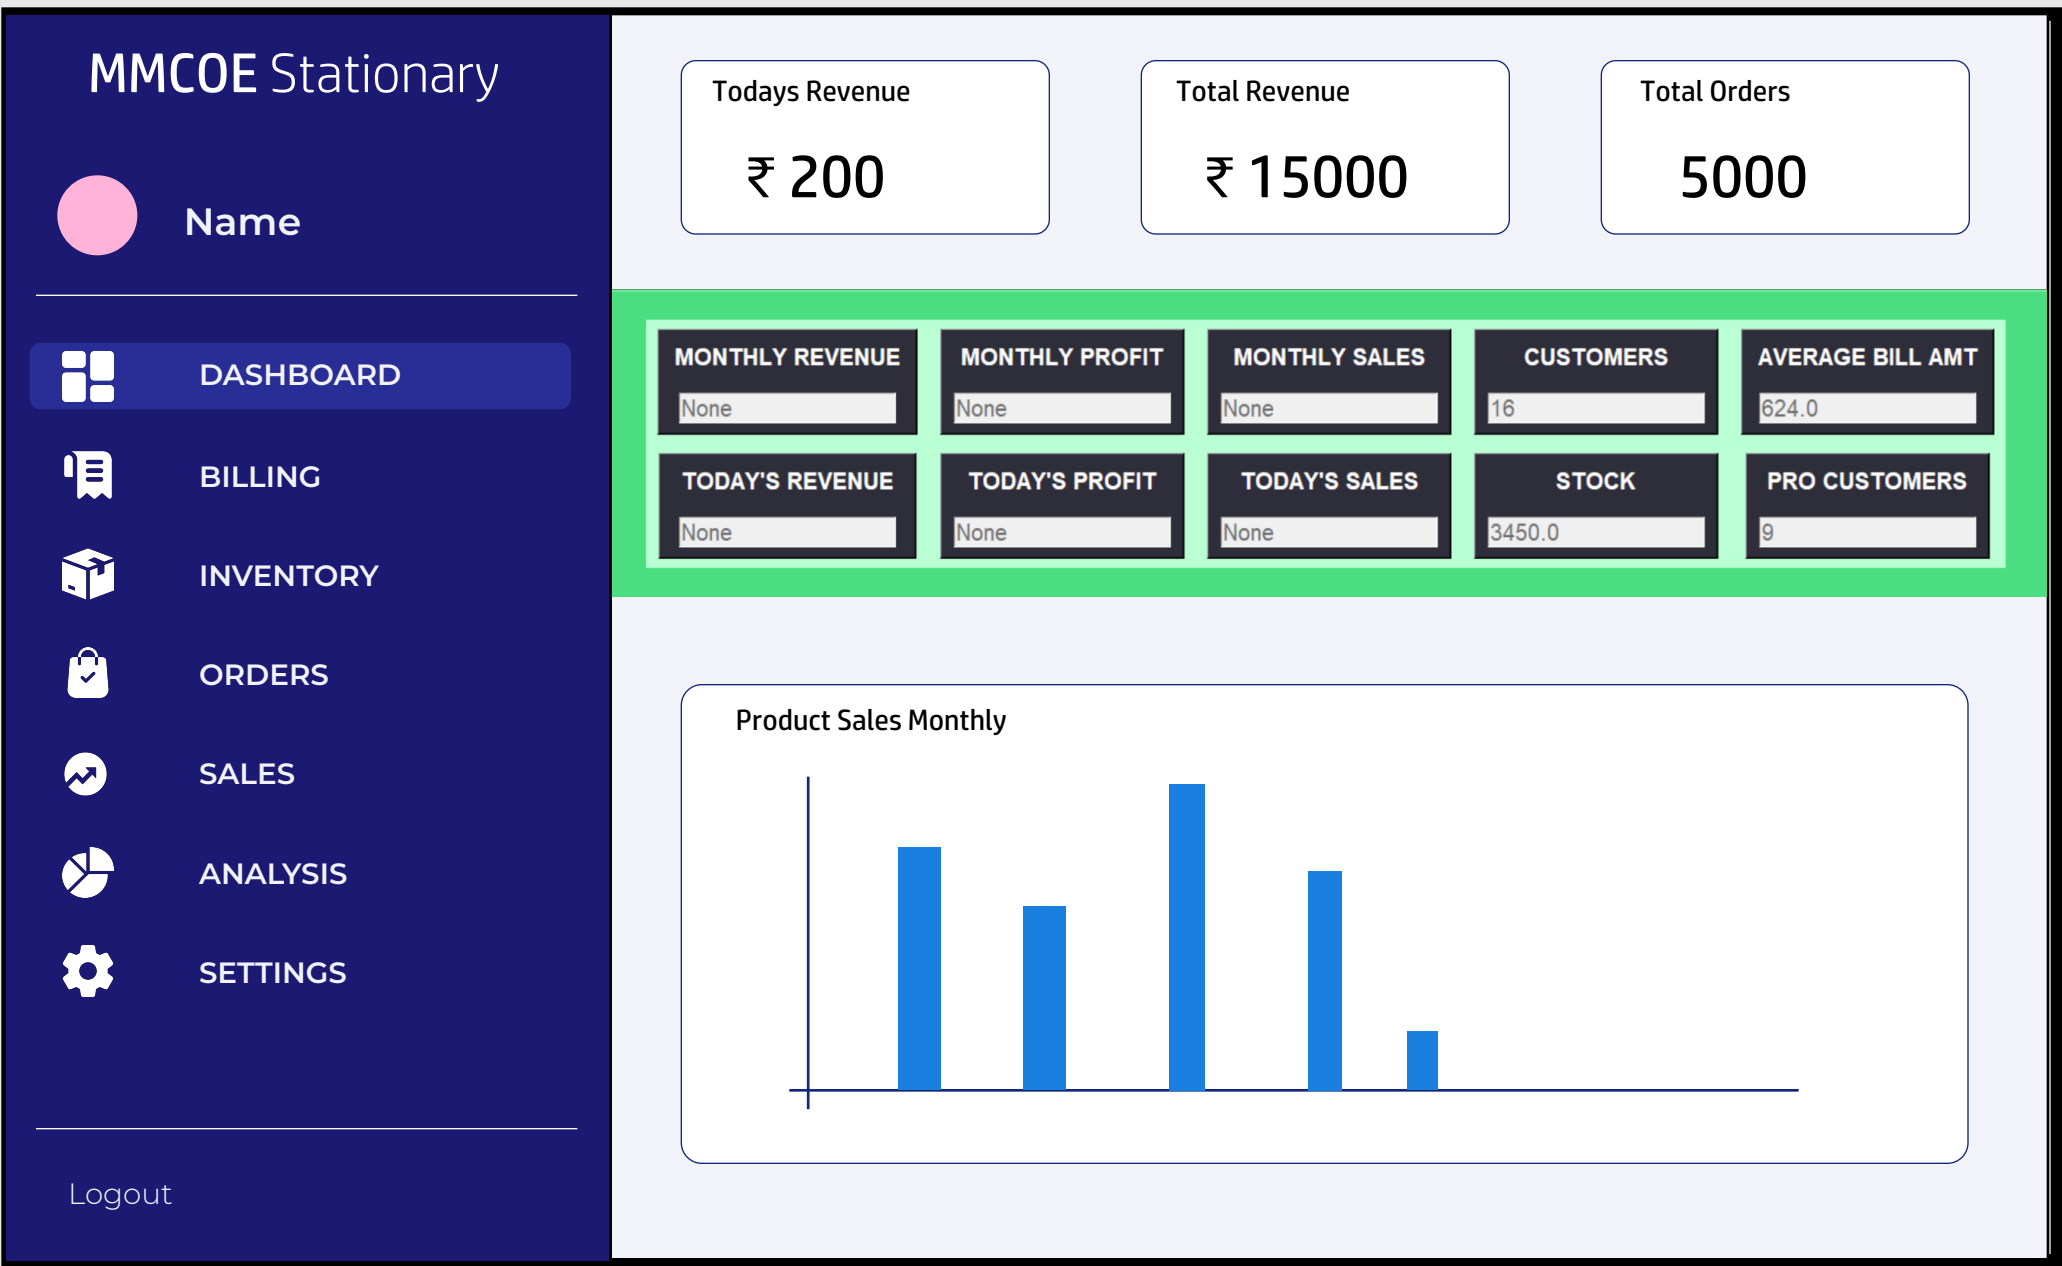 MMCOE Stationary
Name
DASHBOARD
BILLING
INVENTORY
ORDERS
SALES
ANALYSIS
SETTINGS
Logout
Todays Revenue
₹ 200
Total Revenue
₹ 15000
Total Orders
5000
MONTHLY REVENUE
None
MONTHLY PROFIT
None
MONTHLY SALES
None
CUSTOMERS
16
AVERAGE BILL AMT
624.0
TODAY'S REVENUE
None
TODAY'S PROFIT
None
TODAY'S SALES
None
STOCK
3450.0
PRO CUSTOMERS
9
Product Sales Monthly